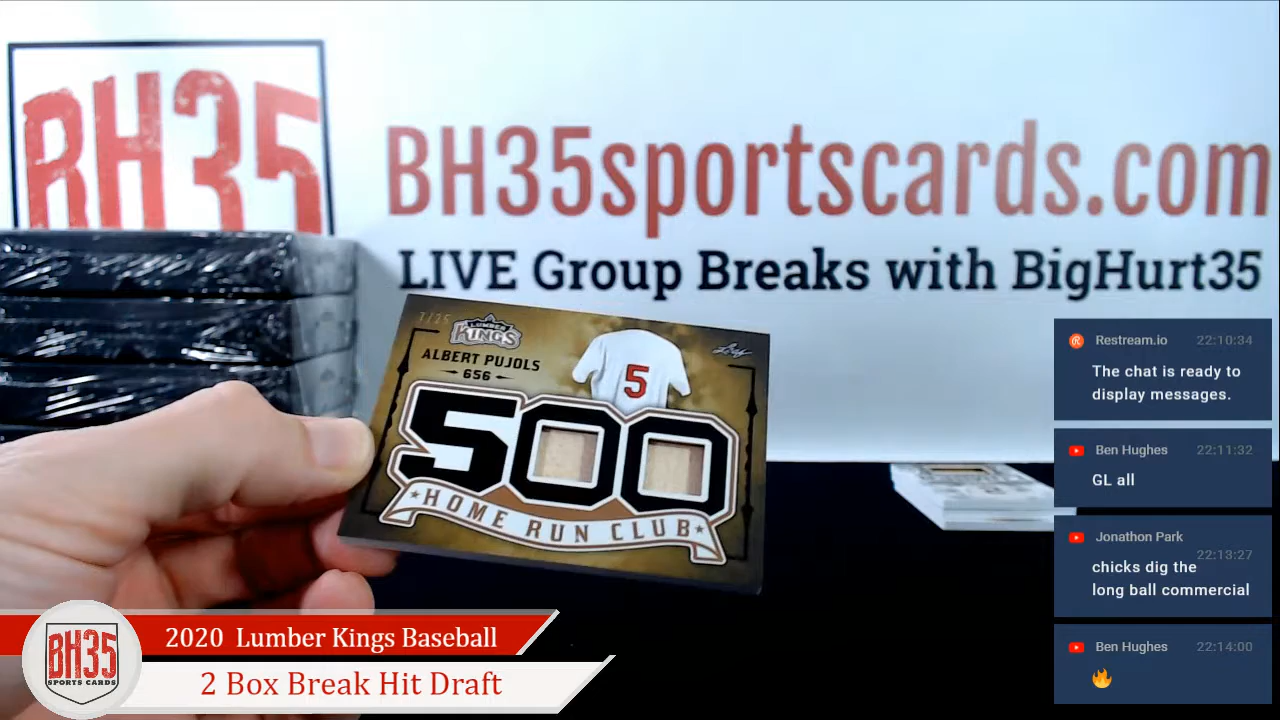 BH35
BH35sportscards.com
LIVE Group Breaks with BigHurt35
7/25
LUMBER
KINGS
Leaf
ALBERT PUJOLS
656
5
500
HOME RUN CLUB
Restream.io 22:10:34
The chat is ready to
display messages.
Ben Hughes 22:11:32
GL all
Jonathon Park
22:13:27
chicks dig the
long ball commercial
Ben Hughes 22:14:00
🔥
BH35
SPORTS CARDS
2020 Lumber Kings Baseball
2 Box Break Hit Draft